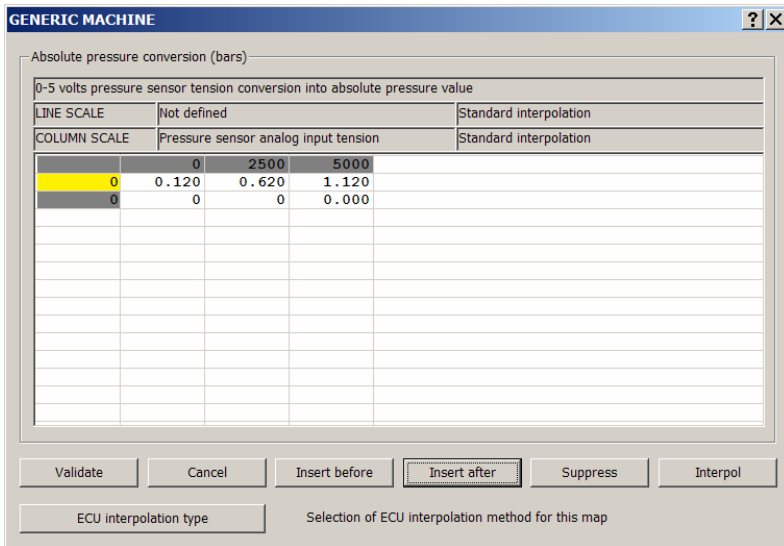 GENERIC MACHINE ? X
Absolute pressure conversion (bars)
0-5 volts pressure sensor tension conversion into absolute pressure value
LINE SCALE Not defined Standard interpolation
COLUMN SCALE Pressure sensor analog input tension Standard interpolation
0 2500 5000
0 0.120 0.620 1.120
0 0 0 0.000
Validate Cancel Insert before Insert after Suppress Interpol
ECU interpolation type Selection of ECU interpolation method for this map